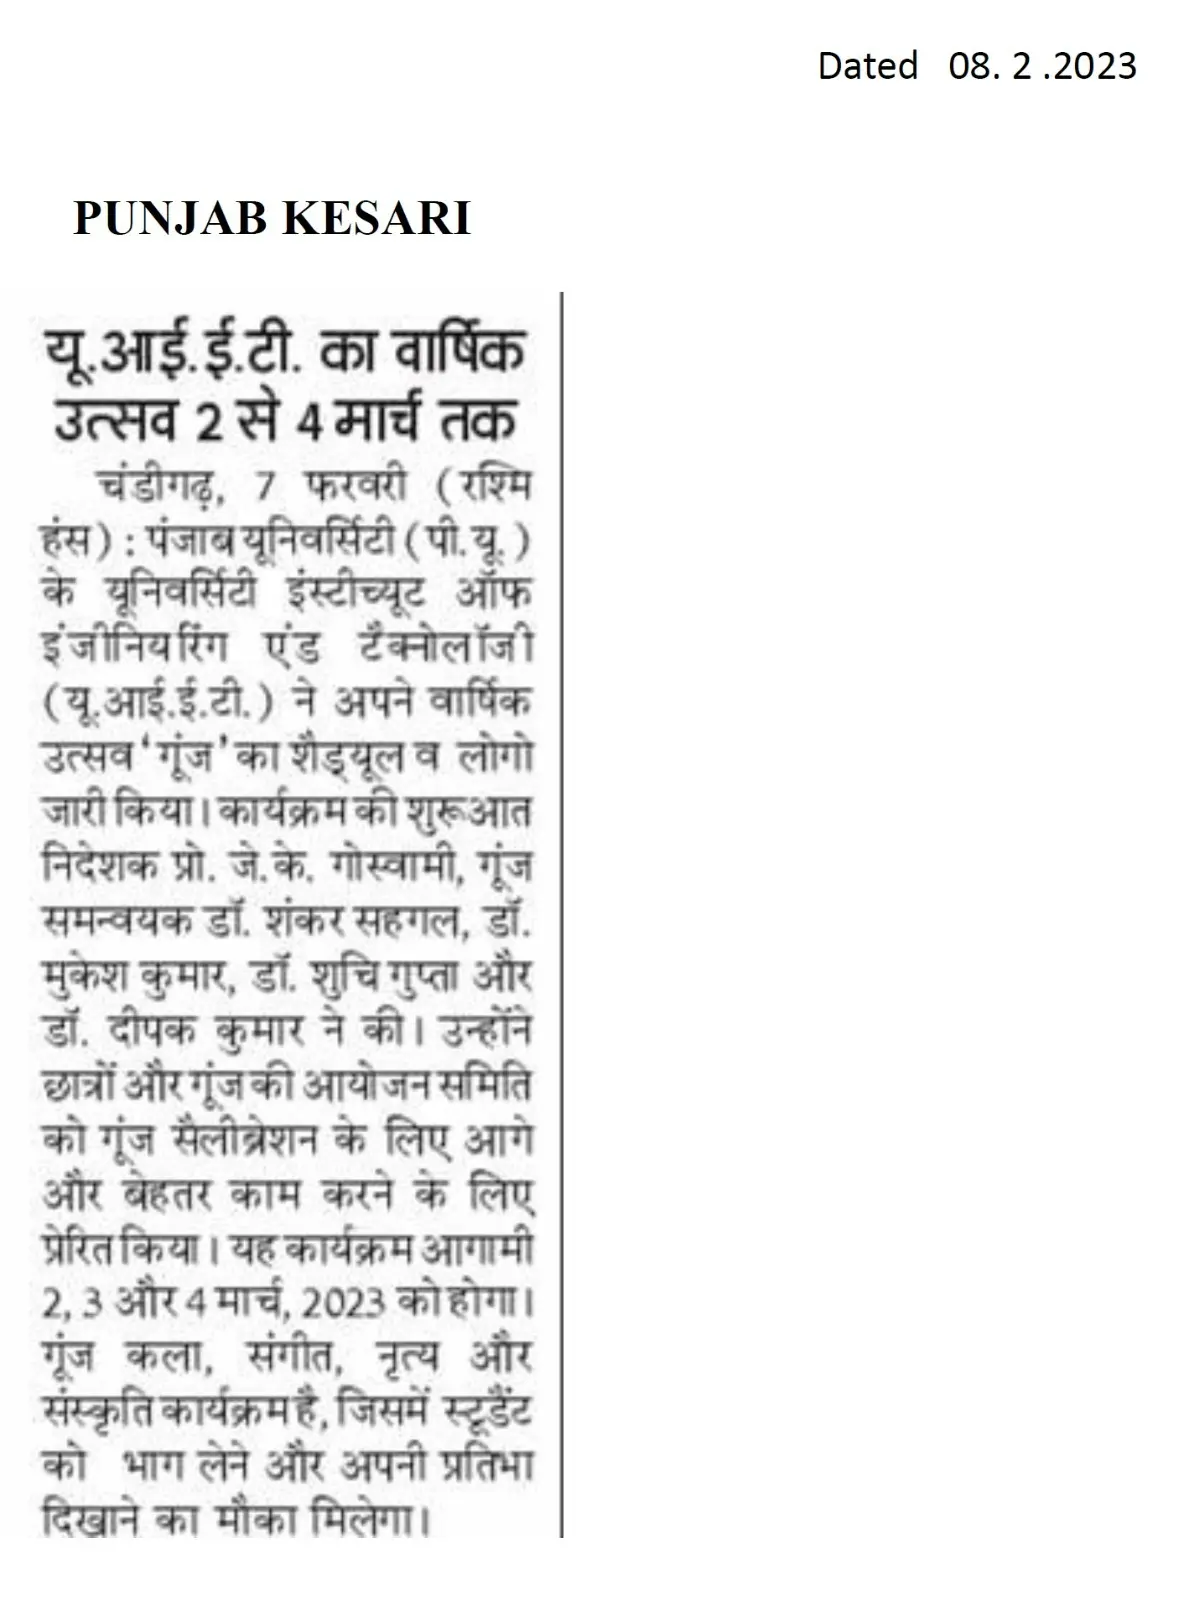 Dated 08. 2 .2023
PUNJAB KESARI
यू.आई.ई.टी. का वार्षिक
उत्सव 2 से 4 मार्च तक
चंडीगढ़, 7 फरवरी (रश्मि
हंस) : पंजाब यूनिवर्सिटी (पी.यू.)
के यूनिवर्सिटी इंस्टीच्यूट ऑफ
इंजीनियरिंग एंड टैक्नोलॉजी
(यू.आई.ई.टी.) ने अपने वार्षिक
उत्सव ‘गूंज’ का शैड्यूल व लोगो
जारी किया। कार्यक्रम की शुरूआत
निदेशक प्रो. जे.के. गोस्वामी, गूंज
समन्वयक डॉ. शंकर सहगल, डॉ.
मुकेश कुमार, डॉ. शुचि गुप्ता और
डॉ. दीपक कुमार ने की। उन्होंने
छात्रों और गूंज की आयोजन समिति
को गूंज सैलीब्रेशन के लिए आगे
और बेहतर काम करने के लिए
प्रेरित किया। यह कार्यक्रम आगामी
2, 3 और 4 मार्च, 2023 को होगा।
गूंज कला, संगीत, नृत्य और
संस्कृति कार्यक्रम है, जिसमें स्टूडैंट
को भाग लेने और अपनी प्रतिभा
दिखाने का मौका मिलेगा।